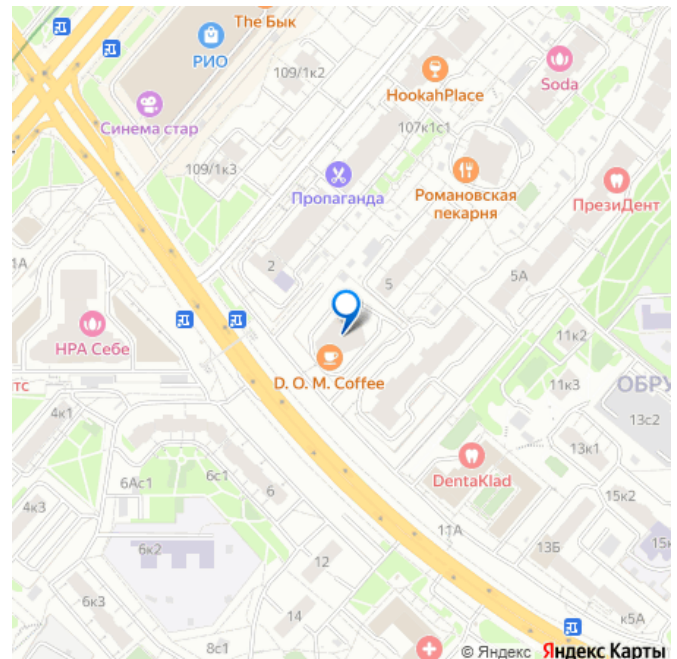 The Бык
РИО
109/1к2
HookahPlace
Soda
Синема стар
107к1с1
109/1к3
Пропаганда
Романовская
пекарня
ПрезиДент
1А
2
5
5А
НРА Себе
11к2
D. O. M. Coffee
тс
ОБРУ
11к3
4к1
13с2
13к1
6Ас1
6с1
6
DentaKlad
15к2
4к3
11А
6к2
12
13Б
15к
6к3
14
к5А
8с1
© Яндекс Яндекс Карты